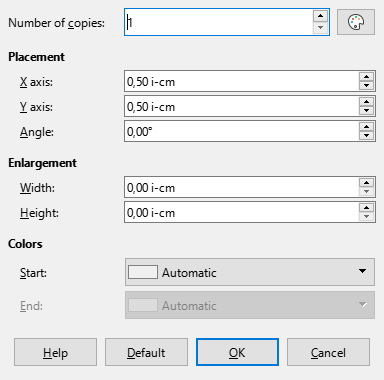 Number of copies: 1
Placement
X axis: 0,50 i-cm
Y axis: 0,50 i-cm
Angle: 0,00°
Enlargement
Width: 0,00 i-cm
Height: 0,00 i-cm
Colors
Start: Automatic
End: Automatic
Help Default OK Cancel